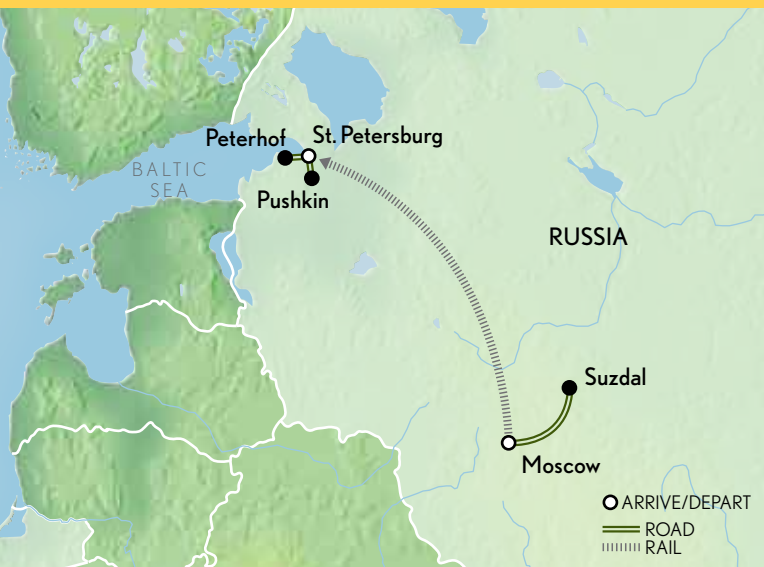 Peterhof
St. Petersburg
BALTIC
SEA
Pushkin
RUSSIA
Suzdal
Moscow
ARRIVE/DEPART
ROAD
RAIL